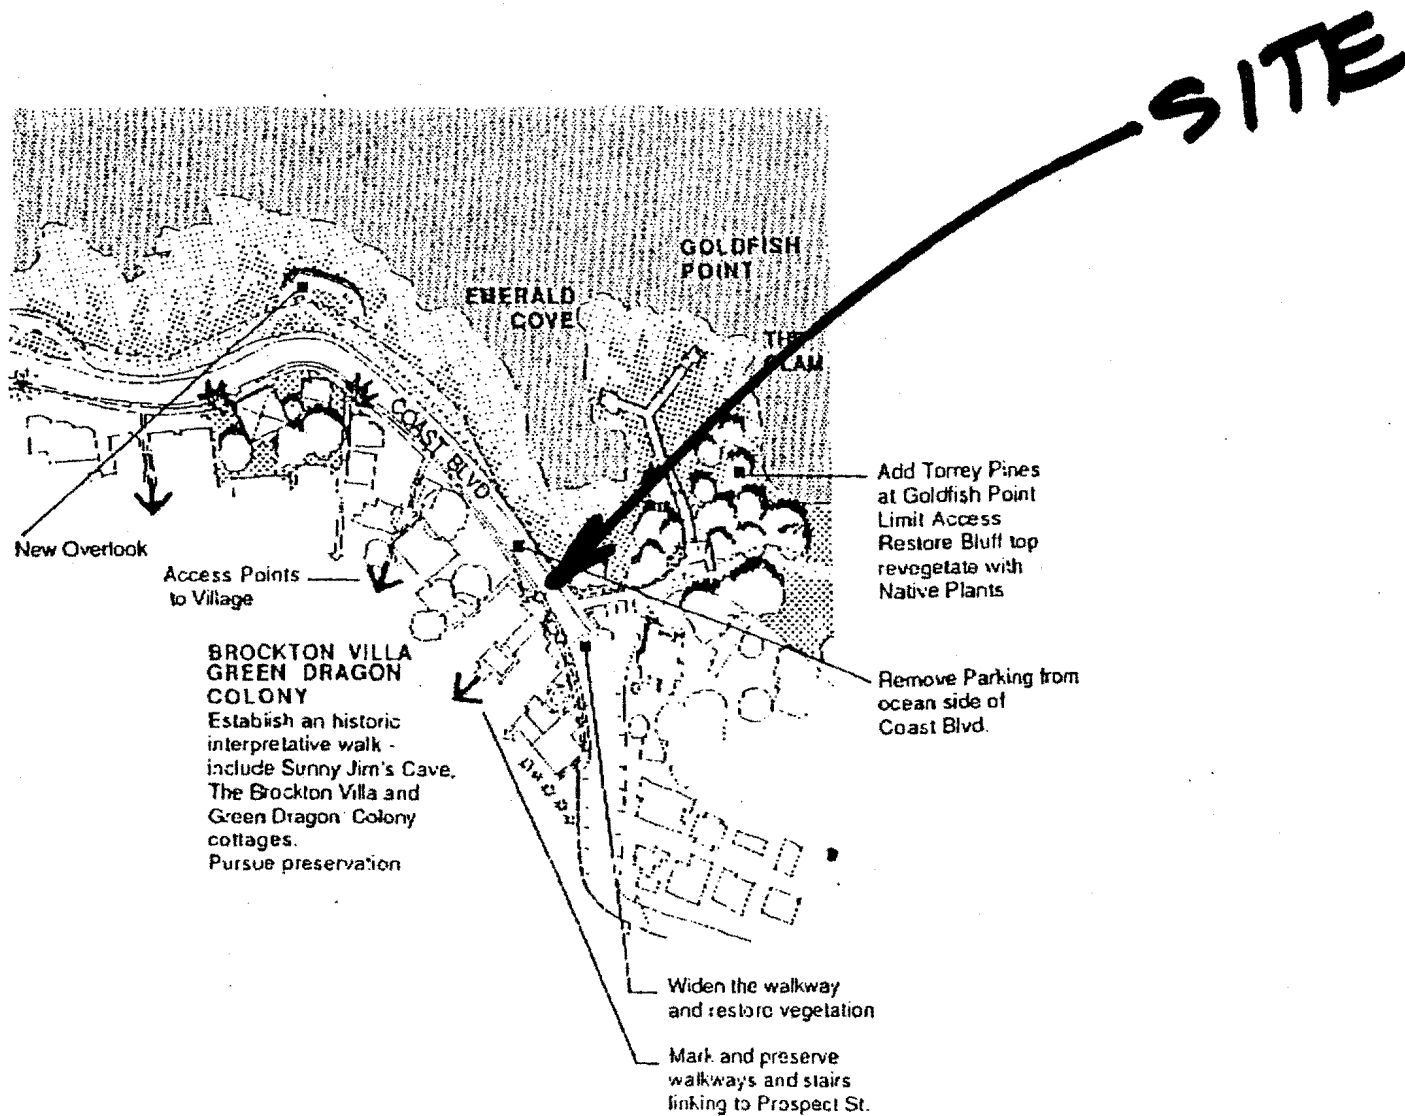 SITE
GOLDFISH
POINT
EMERALD
COVE
THE
CLAM
COAST BLVD
New Overlook
Access Points
to Village
Add Torrey Pines
at Goldfish Point
Limit Access
Restore Bluff top
revegetate with
Native Plants
BROCKTON VILLA
GREEN DRAGON
COLONY
Establish an historic
interpretative walk -
include Sunny Jim's Cave,
The Brockton Villa and
Green Dragon Colony
cottages.
Pursue preservation
Remove Parking from
ocean side of
Coast Blvd.
Widen the walkway
and restore vegetation
Mark and preserve
walkways and stairs
linking to Prospect St.